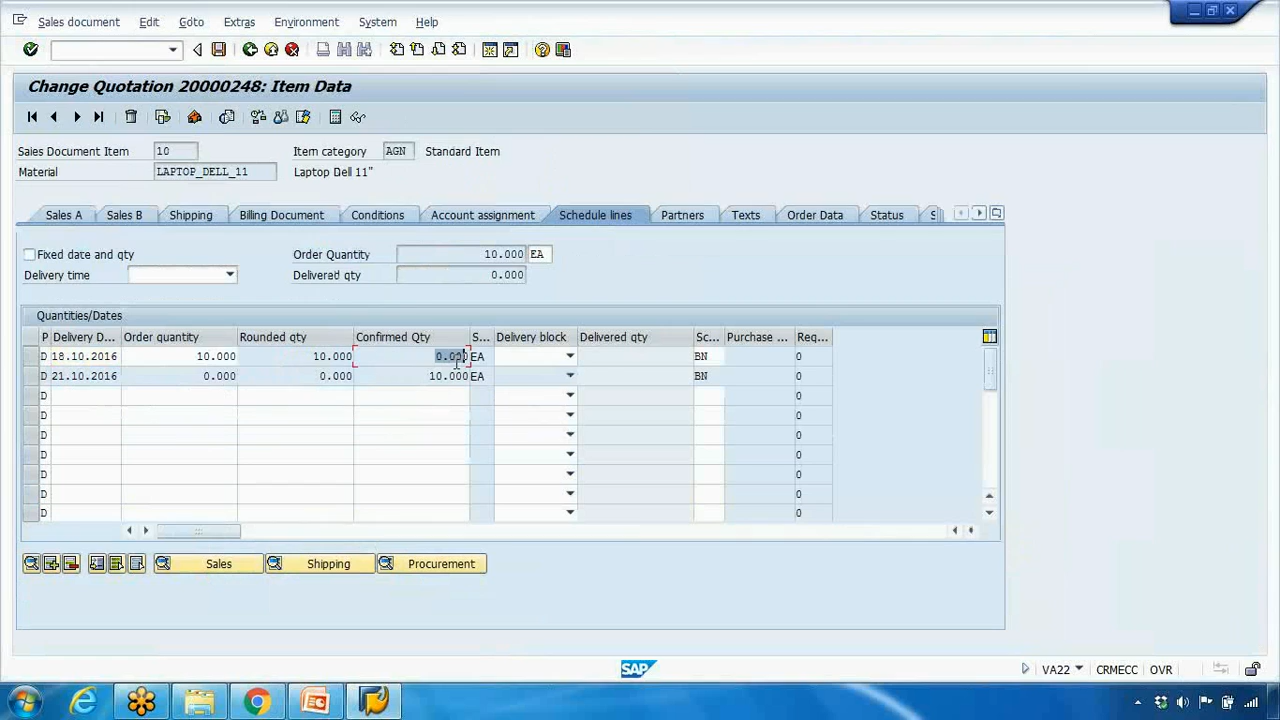 Sales document Edit Goto Extras Environment System Help
Change Quotation 20000248: Item Data
Sales Document Item 10 Item category AGN Standard Item
Material LAPTOP_DELL_11 Laptop Dell 11"
Sales A Sales B Shipping Billing Document Conditions Account assignment Schedule lines Partners Texts Order Data Status S
Fixed date and qty Order Quantity 10.000 EA
Delivery time Delivered qty 0.000
Quantities/Dates
P Delivery D... Order quantity Rounded qty Confirmed Qty S... Delivery block Delivered qty Sc... Purchase ... Req...
D 18.10.2016 10.000 10.000 0.000 EA BN 0
D 21.10.2016 0.000 0.000 10.000 EA BN 0
D 0
D 0
D 0
D 0
D 0
D 0
D 0
Sales Shipping Procurement
SAP VA22 CRMECC OVR